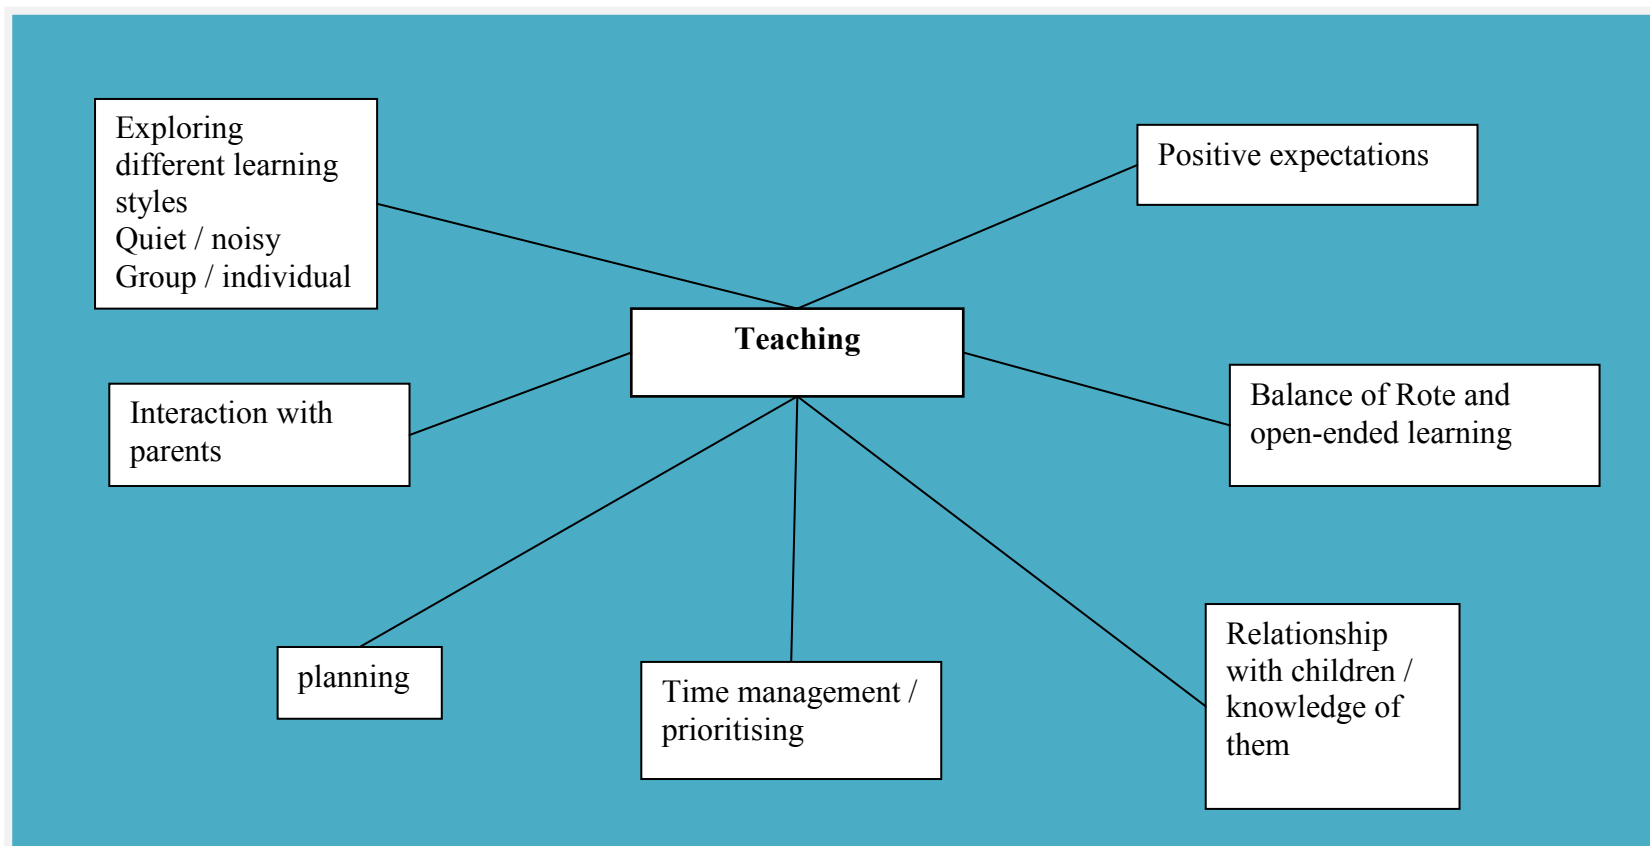 Exploring
different learning
styles
Quiet / noisy
Group / individual
Positive expectations
Teaching
Interaction with
parents
Balance of Rote and
open-ended learning
planning
Time management /
prioritising
Relationship
with children /
knowledge of
them